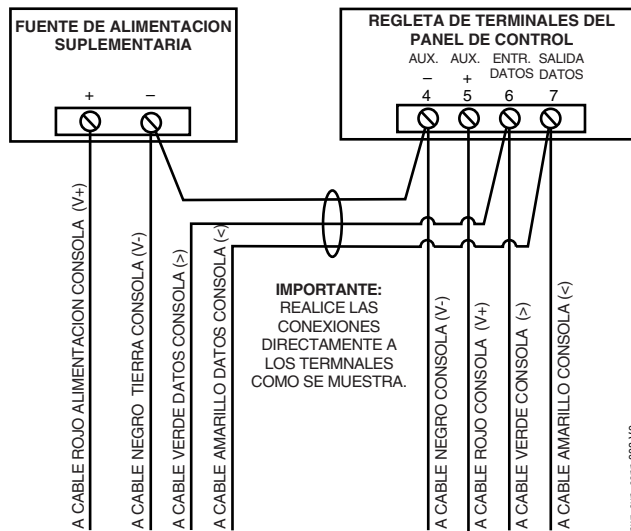 FUENTE DE ALIMENTACION
SUPLEMENTARIA
+ –
REGLETA DE TERMINALES DEL
PANEL DE CONTROL
AUX. AUX. ENTR. SALIDA
– + DATOS DATOS
4 5 6 7
A CABLE ROJO ALIMENTACION CONSOLA (V+)
A CABLE NEGRO TIERRA CONSOLA (V-)
A CABLE VERDE DATOS CONSOLA (>)
A CABLE AMARILLO DATOS CONSOLA (<)
IMPORTANTE:
REALICE LAS
CONEXIONES
DIRECTAMENTE A
LOS TERMNALES
COMO SE MUESTRA.
A CABLE NEGRO CONSOLA (V-)
A CABLE ROJO CONSOLA (V+)
A CABLE VERDE CONSOLA (>)
A CABLE AMARILLO CONSOLA (<)